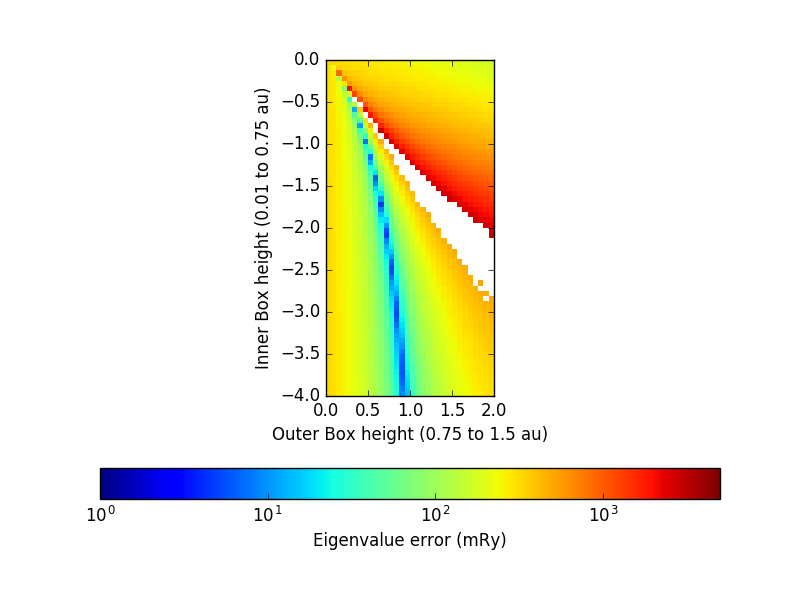 0.0
−0.5
−1.0
−1.5
−2.0
−2.5
−3.0
−3.5
−4.0
Inner Box height (0.01 to 0.75 au)
0.0 0.5 1.0 1.5 2.0
Outer Box height (0.75 to 1.5 au)
10⁰ 10¹ 10² 10³
Eigenvalue error (mRy)